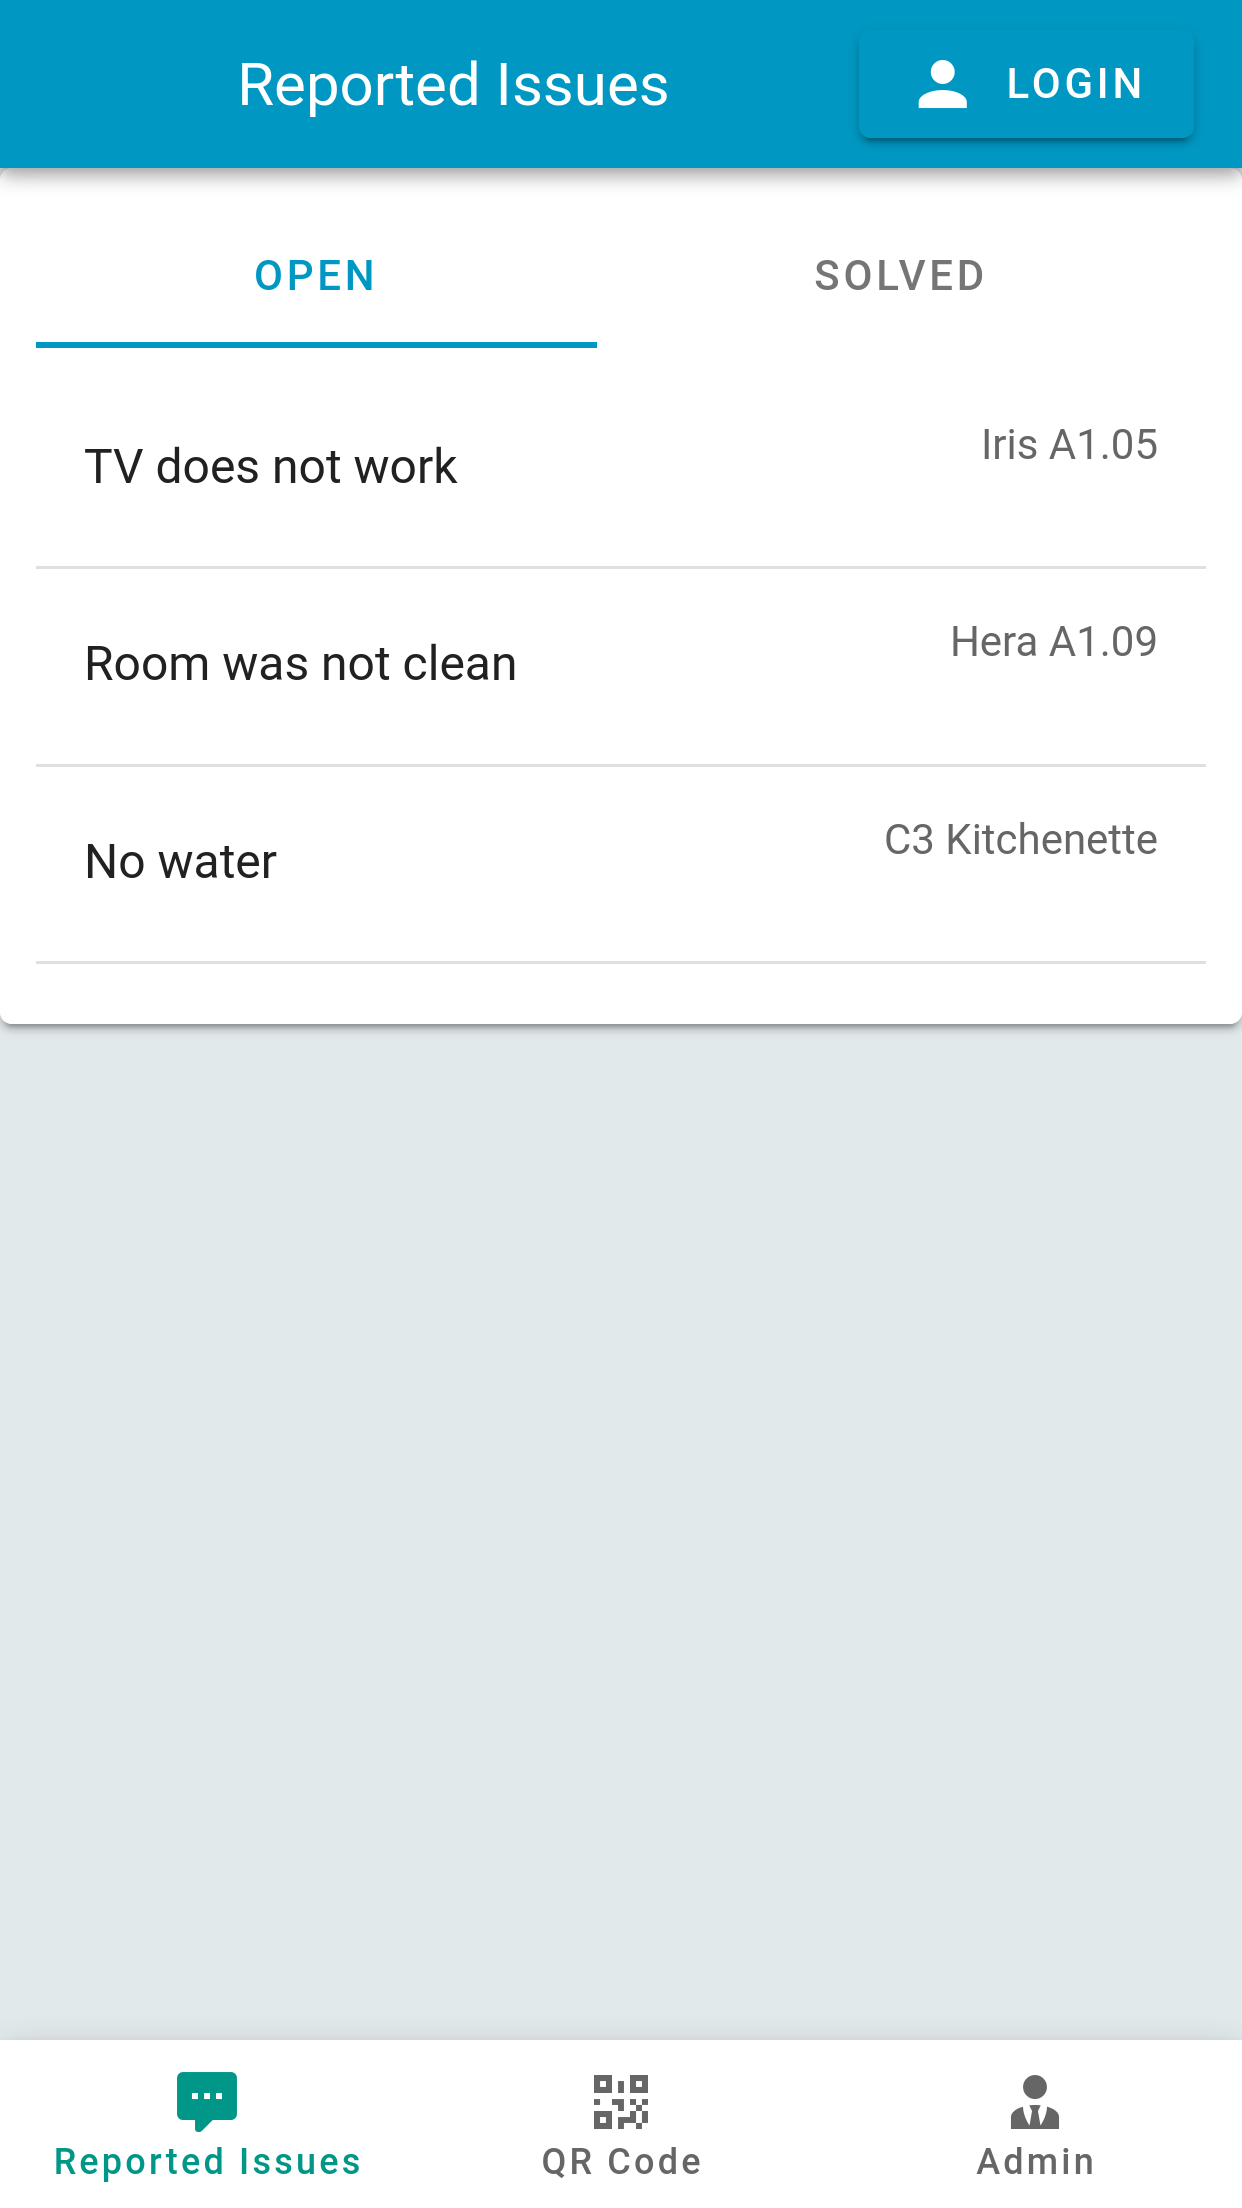 Reported Issues
LOGIN
OPEN
SOLVED
TV does not work
Iris A1.05
Room was not clean
Hera A1.09
No water
C3 Kitchenette
Reported Issues
QR Code
Admin